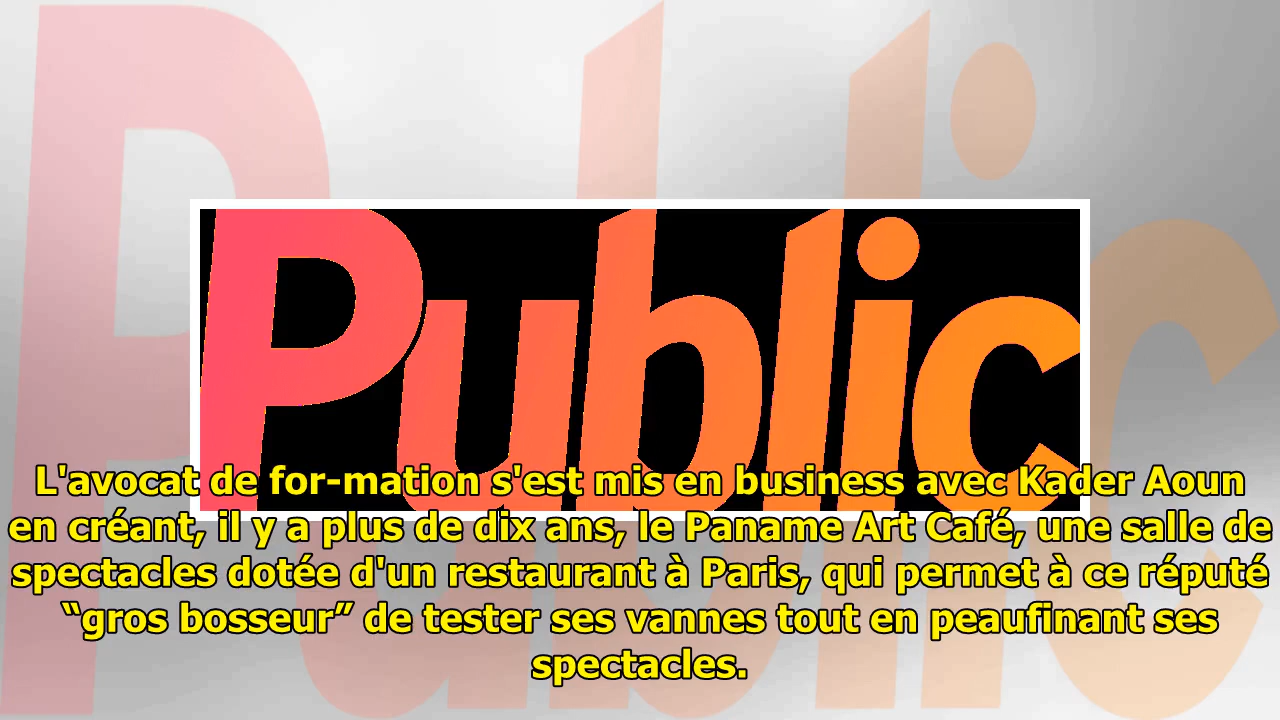 Public
L'avocat de for-mation s'est mis en business avec Kader Aoun
en créant, il y a plus de dix ans, le Paname Art Café, une salle de
spectacles dotée d'un restaurant à Paris, qui permet à ce réputé
“gros bosseur” de tester ses vannes tout en peaufinant ses
spectacles.